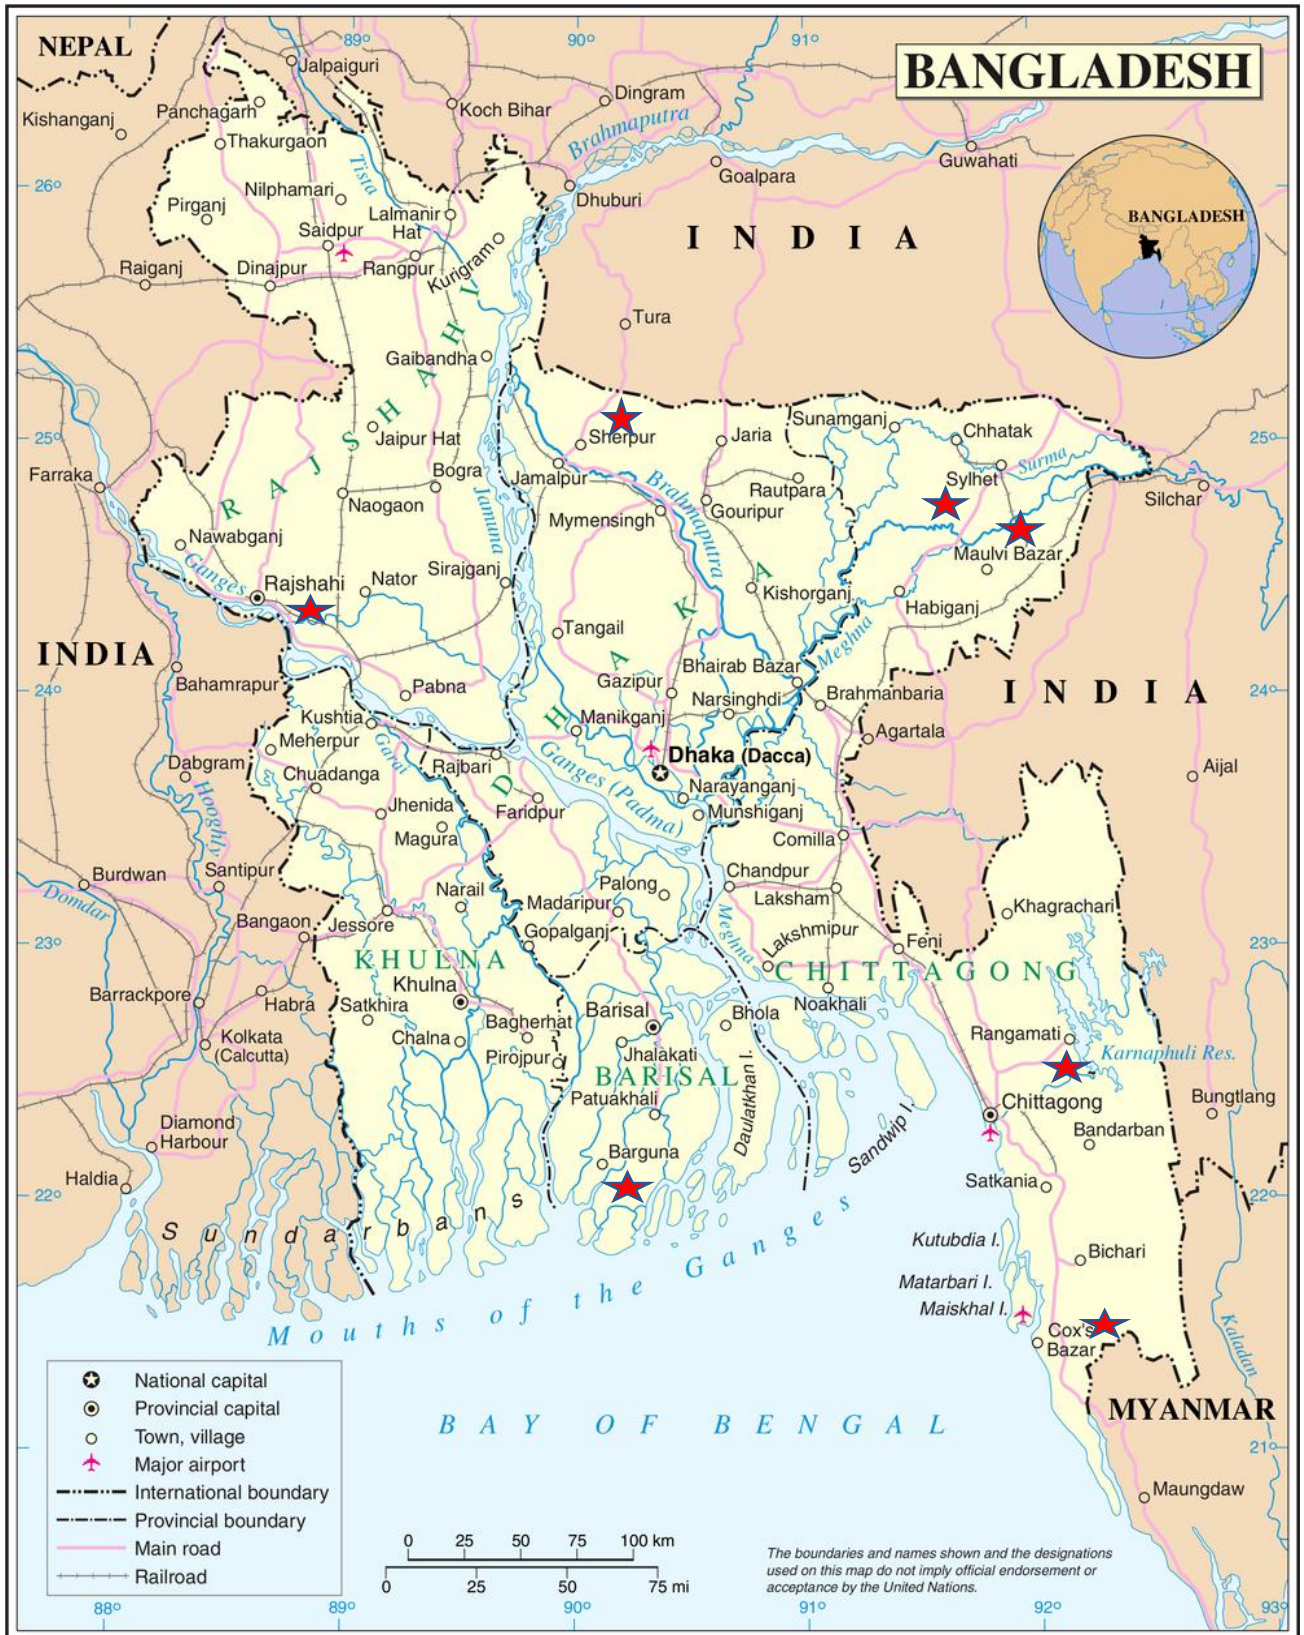 BANGLADESH
NEPAL
89°
90°
91°
Jalpaiguri
Panchagarh
Kishanganj
Thakurgaon
Koch Bihar
Dingram
Brahmaputra
Goalpara
Guwahati
26°
Tista
Nilphamari
Pirganj
Lalmanir
Hat
Saidpur
Dhuburi
INDIA
BANGLADESH
Raiganj
Dinajpur
Rangpur
Kurigram
Tura
Gaibandha
RAJSHAHI
Jaipur Hat
Sherpur
Jaria
Sunamganj
Chhatak
25°
25°
Surma
Farraka
Bogra
Jamalpur
Rautpara
Sylhet
Silchar
Naogaon
Jamuna
Brahmaputra
Mymensingh
Gouripur
Nawabganj
Maulvi Bazar
Ganges
Rajshahi
Nator
Sirajganj
Kishorganj
Habiganj
INDIA
Tangail
Meghna
Bahamrapur
24°
Pabna
Gazipur
Bhairab Bazar
Narsinghdi
Brahmanbaria
INDIA
24°
Kushtia
Manikganj
DHAKA
Meherpur
Garai
Agartala
Dabgram
Chuadanga
Rajbari
Dhaka (Dacca)
Aijal
Ganges (Padma)
Narayanganj
Hooghly
Jhenida
Faridpur
Munshiganj
Magura
Comilla
Burdwan
Santipur
Chandpur
Domdar
Narail
Palong
Laksham
Madaripur
Khagrachari
Bangaon
Jessore
Gopalganj
Meghna
Lakshmipur
Feni
23°
23°
KHULNA
CHITTAGONG
Khulna
Barrackpore
Habra
Satkhira
Noakhali
Barisal
Bhola
Bagherhat
Rangamati
Kolkata
(Calcutta)
Chalna
Pirojpur
Jhalakati
Karnaphuli Res.
BARISAL
Patuakhali
Daulatkhan I.
Sandwip I.
Chittagong
Bungtlang
Diamond
Harbour
Bandarban
Barguna
Haldia
Satkania
22°
22°
Sundarbans
Kutubdia I.
Bichari
Matarbari I.
Maiskhal I.
Mouths of the Ganges
Cox's
Bazar
Kaladan
MYANMAR
BAY OF BENGAL
21°
Maungdaw
National capital
Provincial capital
Town, village
Major airport
International boundary
Provincial boundary
Main road
Railroad
0 25 50 75 100 km
0 25 50 75 mi
The boundaries and names shown and the designations
used on this map do not imply official endorsement or
acceptance by the United Nations.
88°
89°
90°
91°
92°
93°